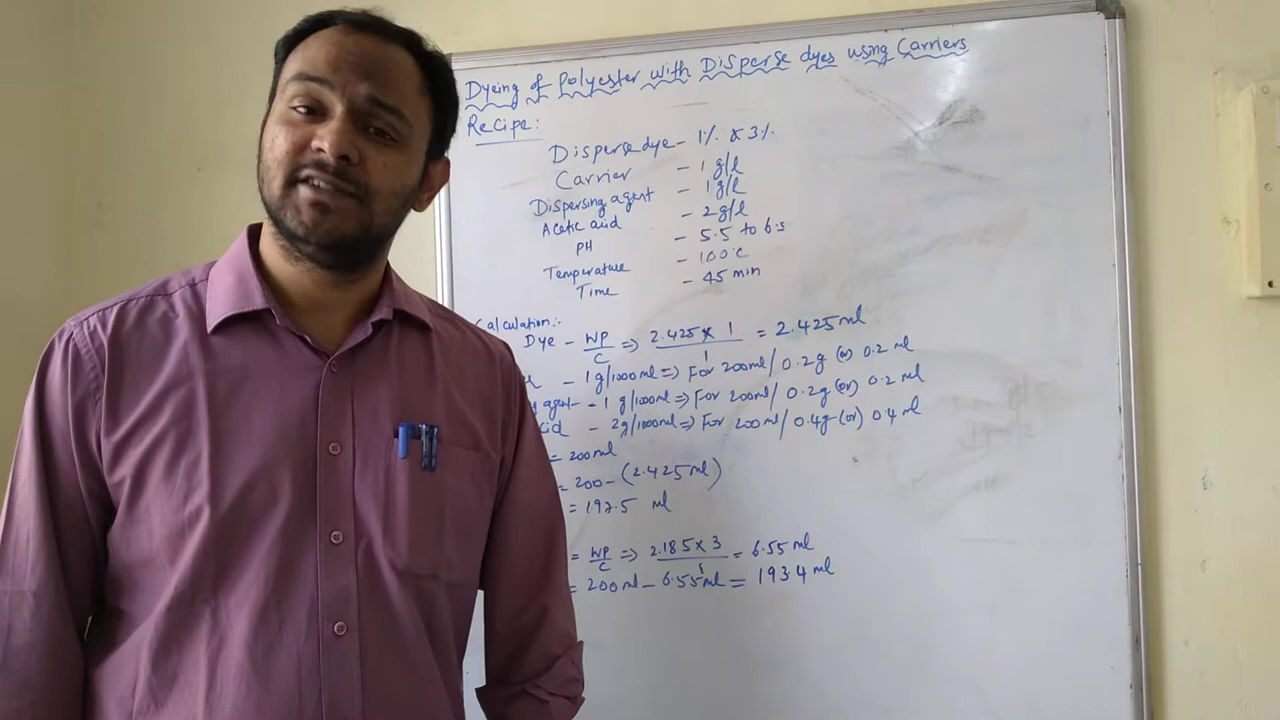 Dyeing of Polyester with Disperse dyes using Carriers
Recipe:
Disperse dye - 1% & 3%
Carrier - 1 g/l
Dispersing agent - 1 g/l
Acetic acid - 2 g/l
PH - 5.5 to 6.5
Temperature - 100°C
Time - 45 min
Calculation:-
Dye - WP/C => 2.425 x 1 / 1 = 2.425 ml
- 1 g/1000ml => For 200ml/ 0.2g (or) 0.2 ml
agent - 1 g/1000ml => For 200ml/ 0.2g (or) 0.2 ml
- 2g/1000ml => For 200ml/ 0.4g (or) 0.4 ml
= 200ml
= 200 - (2.425ml)
= 197.5 ml
= WP/C => 2.185 x 3 / 1 = 6.55 ml
= 200ml - 6.55ml = 193.4 ml